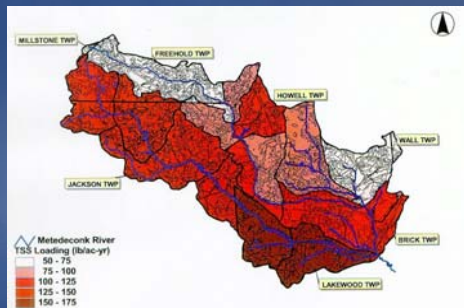 MILLSTONE TWP
FREEHOLD TWP
HOWELL TWP
WALL TWP
JACKSON TWP
BRICK TWP
LAKEWOOD TWP
Metedeconk River
TSS Loading (lb/ac-yr)
50 - 75
75 - 100
100 - 125
125 - 150
150 - 175